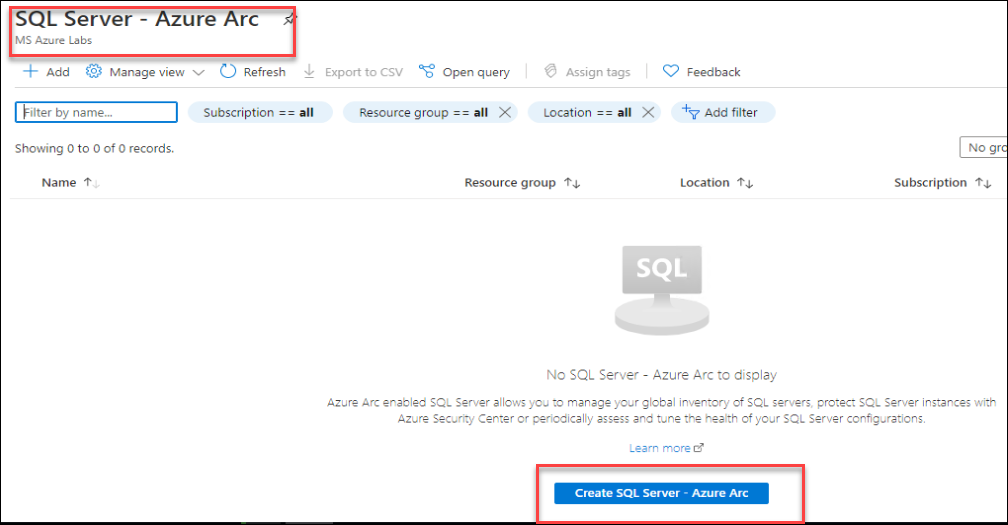 SQL Server - Azure Arc
MS Azure Labs
Add Manage view Refresh Export to CSV Open query Assign tags Feedback
Filter by name... Subscription == all Resource group == all Location == all Add filter
Showing 0 to 0 of 0 records.
No
Name Resource group Location Subscription
SQL
No SQL Server - Azure Arc to display
Azure Arc enabled SQL Server allows you to manage your global inventory of SQL servers, protect SQL Server instances with
Azure Security Center or periodically assess and tune the health of your SQL Server configurations.
Learn more
Create SQL Server - Azure Arc